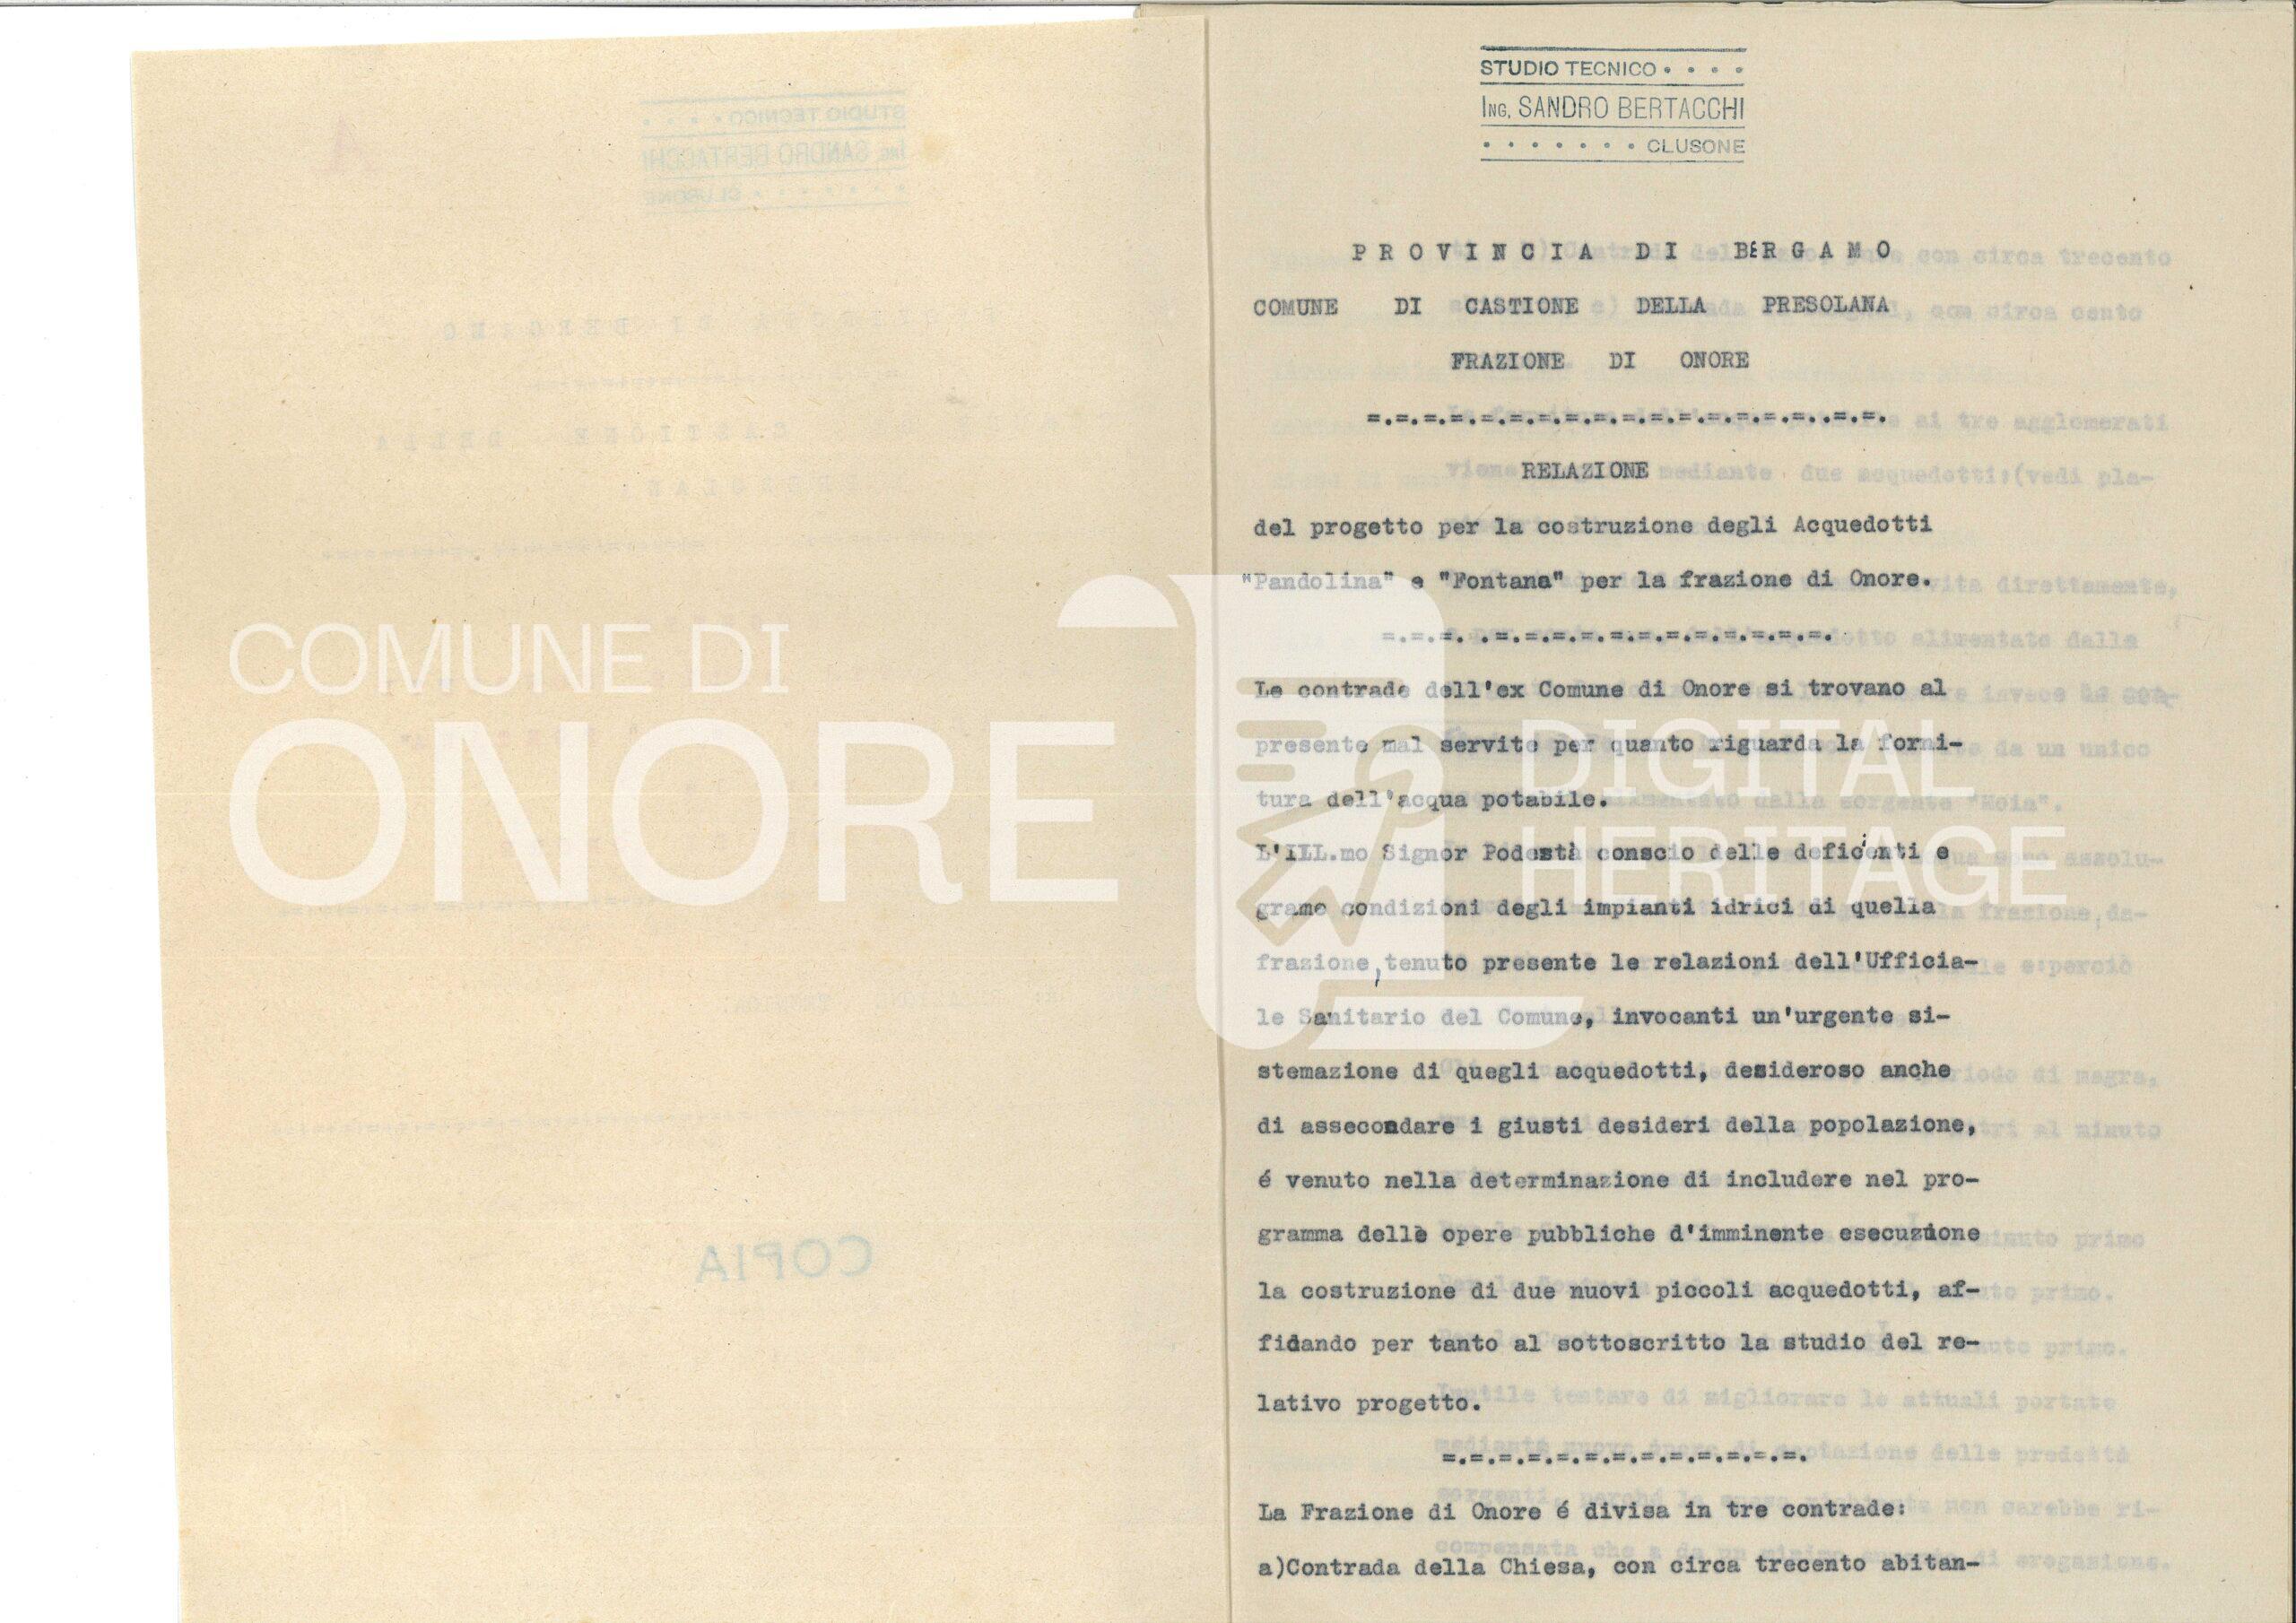 STUDIO TECNICO
ING. SANDRO BERTACCHI
CLUSONE
PROVINCIA DI BERGAMO
COMUNE DI CASTIONE DELLA PRESOLANA
FRAZIONE DI ONORE
=.=.=.=.=.=.=.=.=.=.=.=.=.=.=.=..=.=.
RELAZIONE
del progetto per la costruzione degli Acquedotti
"Pandolina" e "Fontana" per la frazione di Onore.
=.=.=. .=.=.=.=.=.=.=.=.=.=.=.=.
Le contrade dell'ex Comune di Onore si trovano al
presente mal servite per quanto riguarda la forni-
tura dell'acqua potabile.
L'ILL.mo Signor Podestà conscio delle deficienti e
grame condizioni degli impianti idrici di quella
frazione, tenuto presente le relazioni dell'Ufficia-
le Sanitario del Comune, invocanti un'urgente si-
stemazione di quegli acquedotti, desideroso anche
di assecondare i giusti desideri della popolazione,
é venuto nella determinazione di includere nel pro-
gramma delle opere pubbliche d'imminente esecuzione
la costruzione di due nuovi piccoli acquedotti, af-
fidando per tanto al sottoscritto la studio del re-
lativo progetto.
=.=.=.=.=.=.=.=.=.=.=.=.=.
La Frazione di Onore é divisa in tre contrade:
a)Contrada della Chiesa, con circa trecento abitan-
COPIA
COMUNE DI
ONORE
DIGITAL
HERITAGE